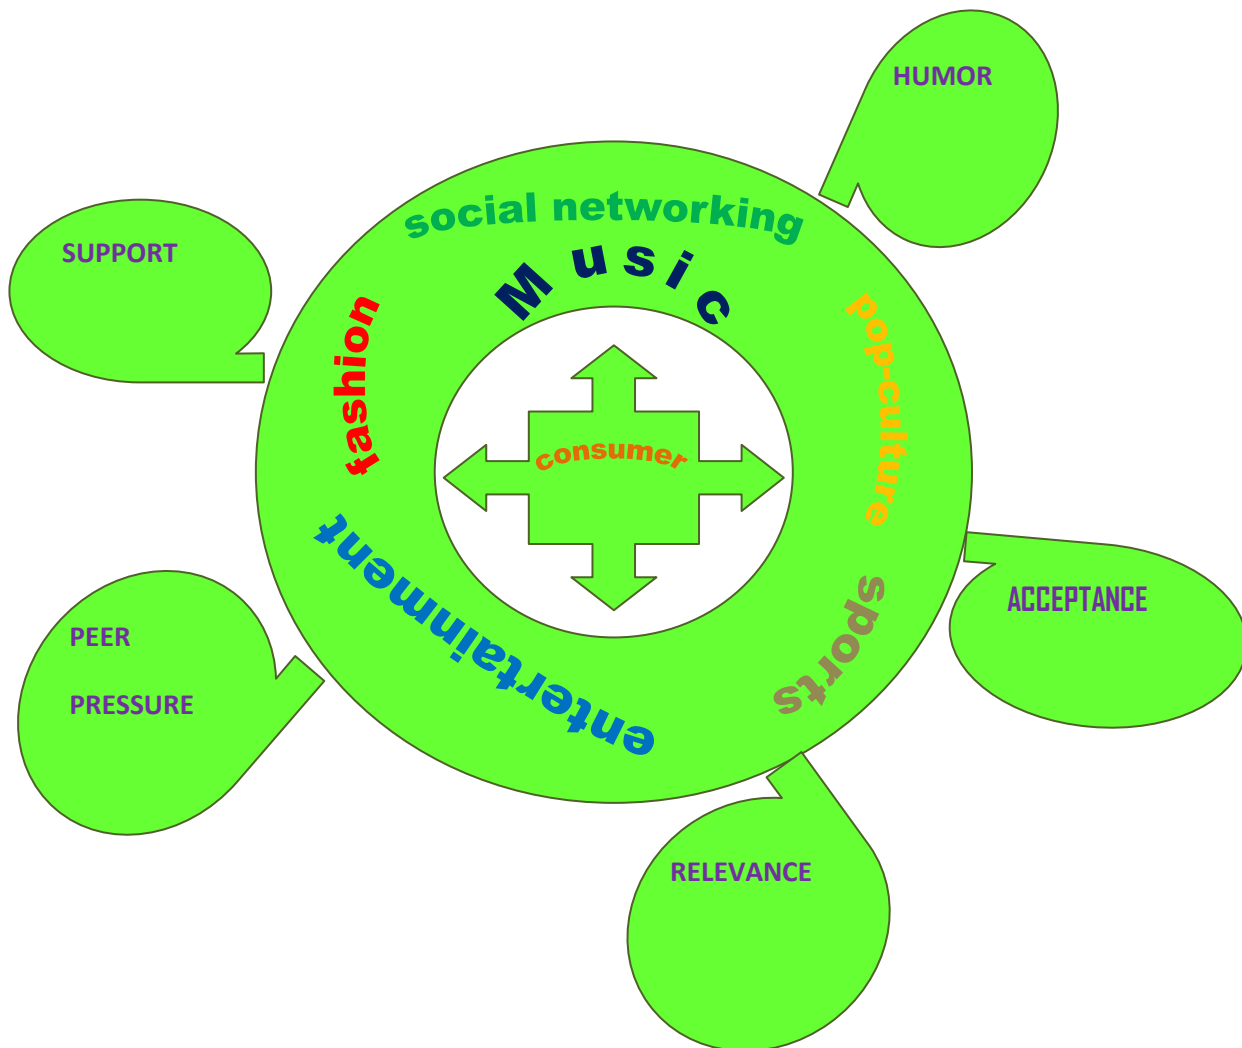 HUMOR
SUPPORT
social networking
Music
fashion
pop-culture
consumer
entertainment
sports
ACCEPTANCE
PEER
PRESSURE
RELEVANCE